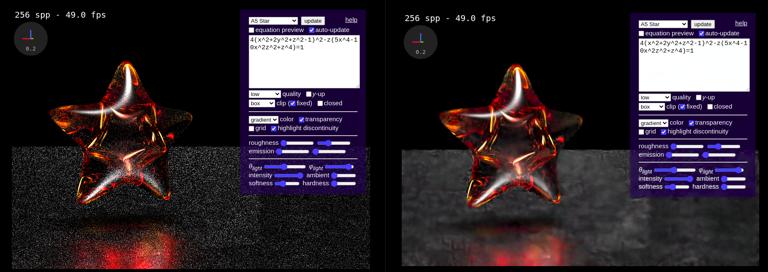 256 spp - 49.0 fps
0.2
A5 Star
update
help
equation preview
auto-update
4(x^2+2y^2+z^2-1)^2-z(5x^4-1
0x^2z^2+z^4)=1
low quality y-up
box clip (fixed) closed
gradient color transparency
grid highlight discontinuity
roughness
emission
θlight φlight
intensity ambient
softness hardness
256 spp - 49.0 fps
0.2
A5 Star
update
help
equation preview
auto-update
4(x^2+2y^2+z^2-1)^2-z(5x^4-1
0x^2z^2+z^4)=1
low quality y-up
box clip (fixed) closed
gradient color transparency
grid highlight discontinuity
roughness
emission
θlight φlight
intensity ambient
softness hardness